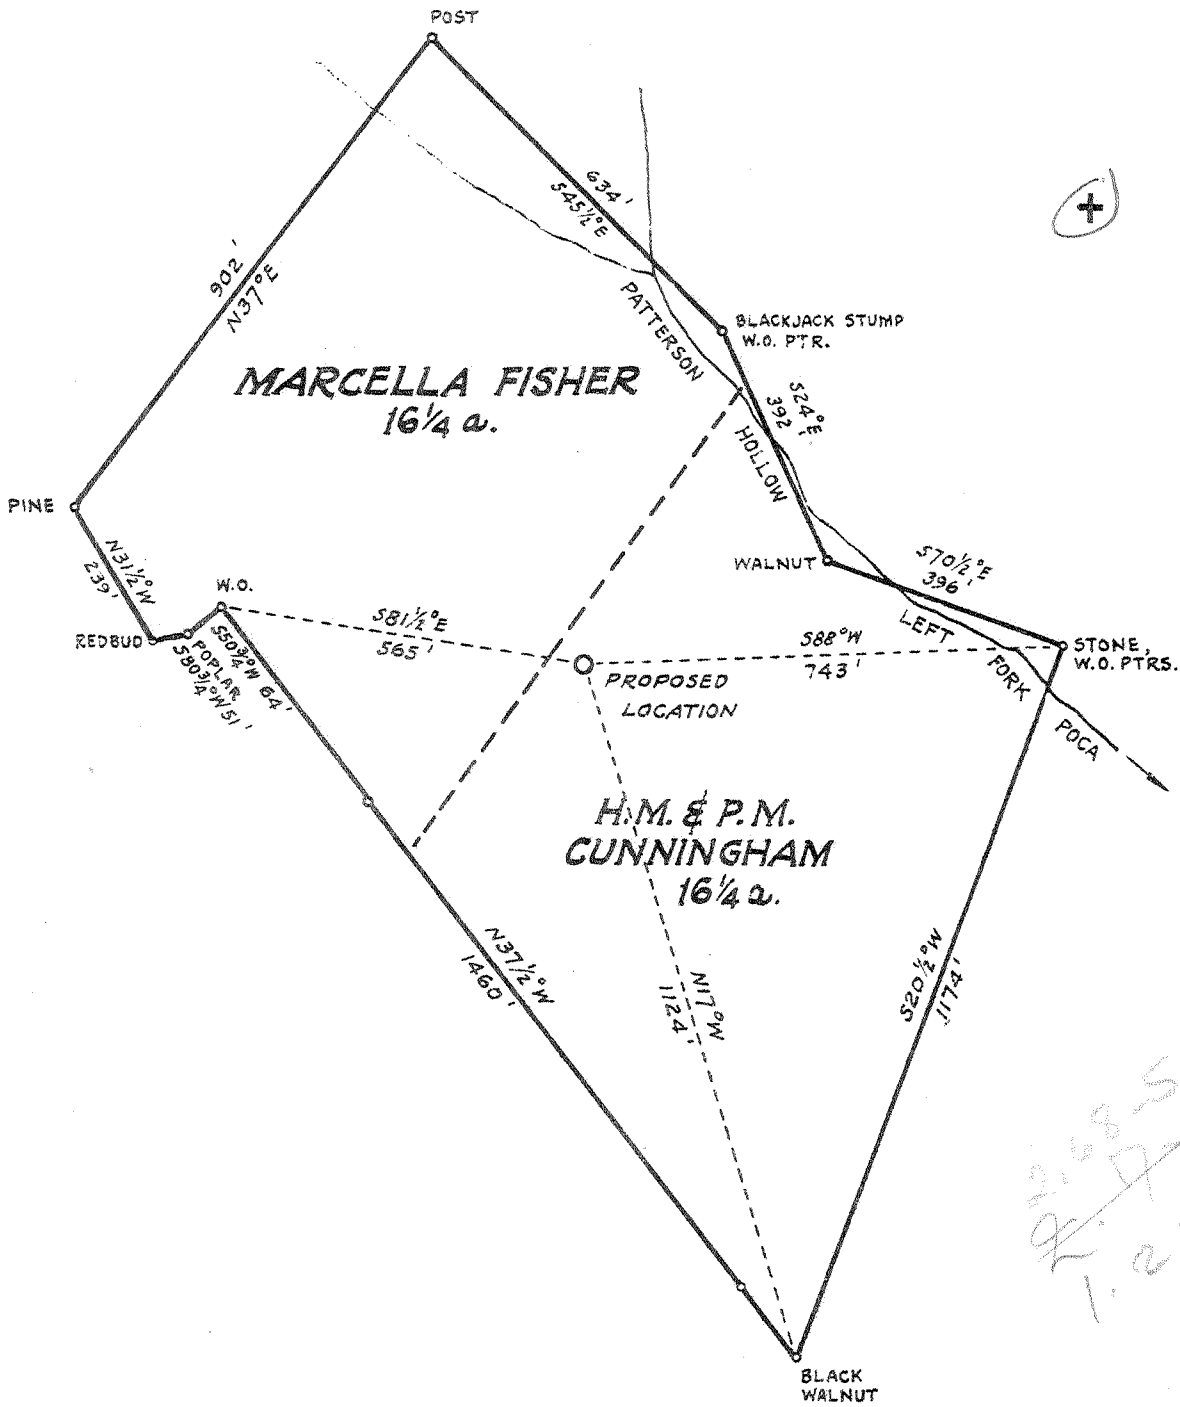 POST
634'
S45½°E
902'
N37°E
PATTERSON
HOLLOW
BLACKJACK STUMP
W.O. PTR.
MARCELLA FISHER
16¼ a.
S24°E
392'
PINE
N31½°W
239'
W.O.
REDBUD
POPLAR
S50¾°W 64'
S80¾°W 51'
S81½°E
565'
WALNUT
S70½°E
396'
LEFT
FORK
POCA
STONE,
W.O. PTRS.
S88°W
743'
PROPOSED
LOCATION
H.M. & P.M.
CUNNINGHAM
16¼ a.
N37½°W
1460'
N17°W
1124'
S20½°W
1174'
BLACK
WALNUT